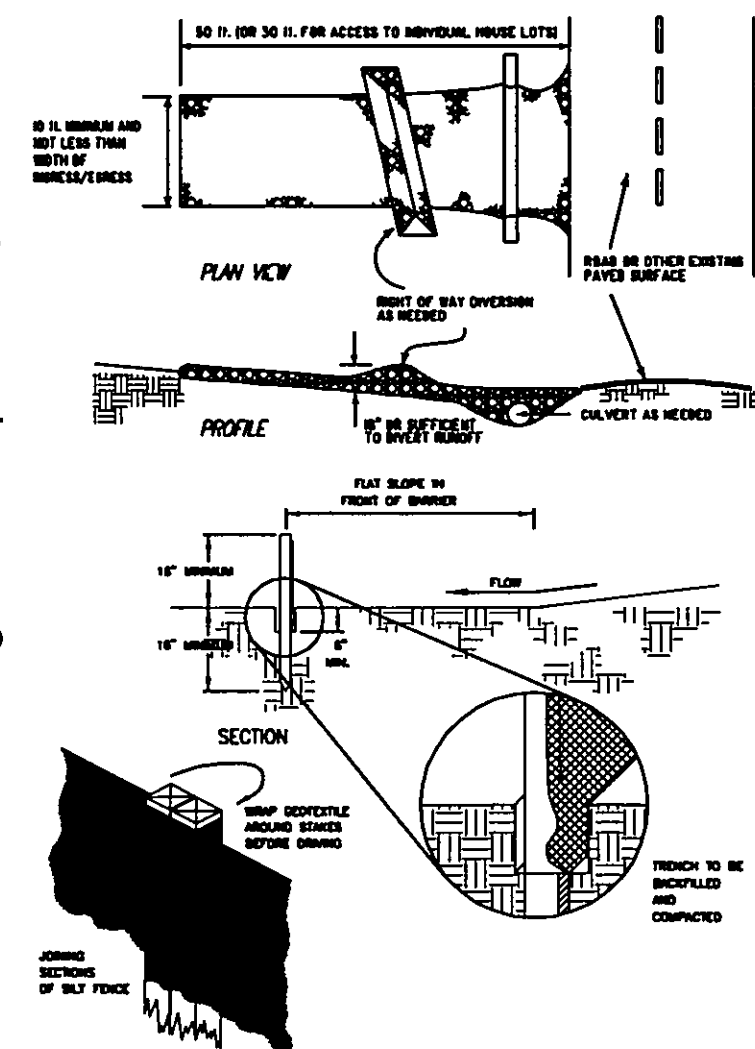 50 ft. (OR 30 ft. FOR ACCESS TO INDIVIDUAL HOUSE LOTS)
10 ft. MINIMUM AND
NOT LESS THAN
WIDTH OF
INGRESS/EGRESS
PLAN VIEW
ROAD OR OTHER EXISTING
PAVED SURFACE
RIGHT OF WAY DIVERSION
AS NEEDED
PROFILE
18" OR SUFFICIENT
TO DIVERT RUNOFF
CULVERT AS NEEDED
FLAT SLOPE IN
FRONT OF BARRIER
MINIMUM
FLOW
MINIMUM
MIN.
SECTION
WRAP GEOTEXTILE
AROUND STAKES
BEFORE DRIVING
TRENCH TO BE
BACKFILLED
AND
COMPACTED
JOINING
SECTIONS
OF SILT FENCE